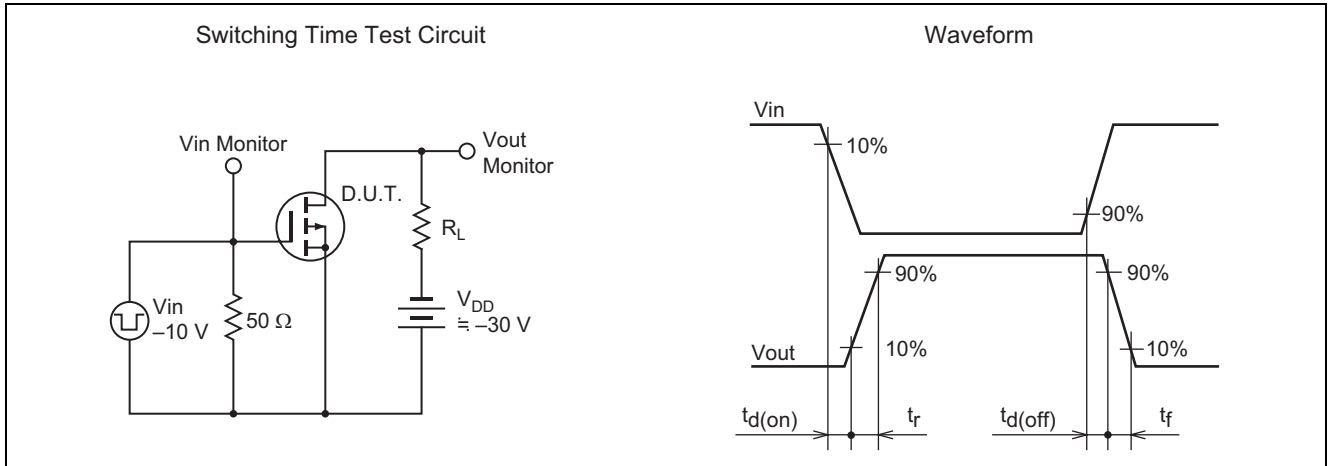 Switching Time Test Circuit
Vin Monitor
Vout
Monitor
D.U.T.
RL
Vin
–10 V
50 Ω
VDD
≒ –30 V
Waveform
Vin
10%
90%
90%
90%
Vout
10%
10%
td(on)
tr
td(off)
tf